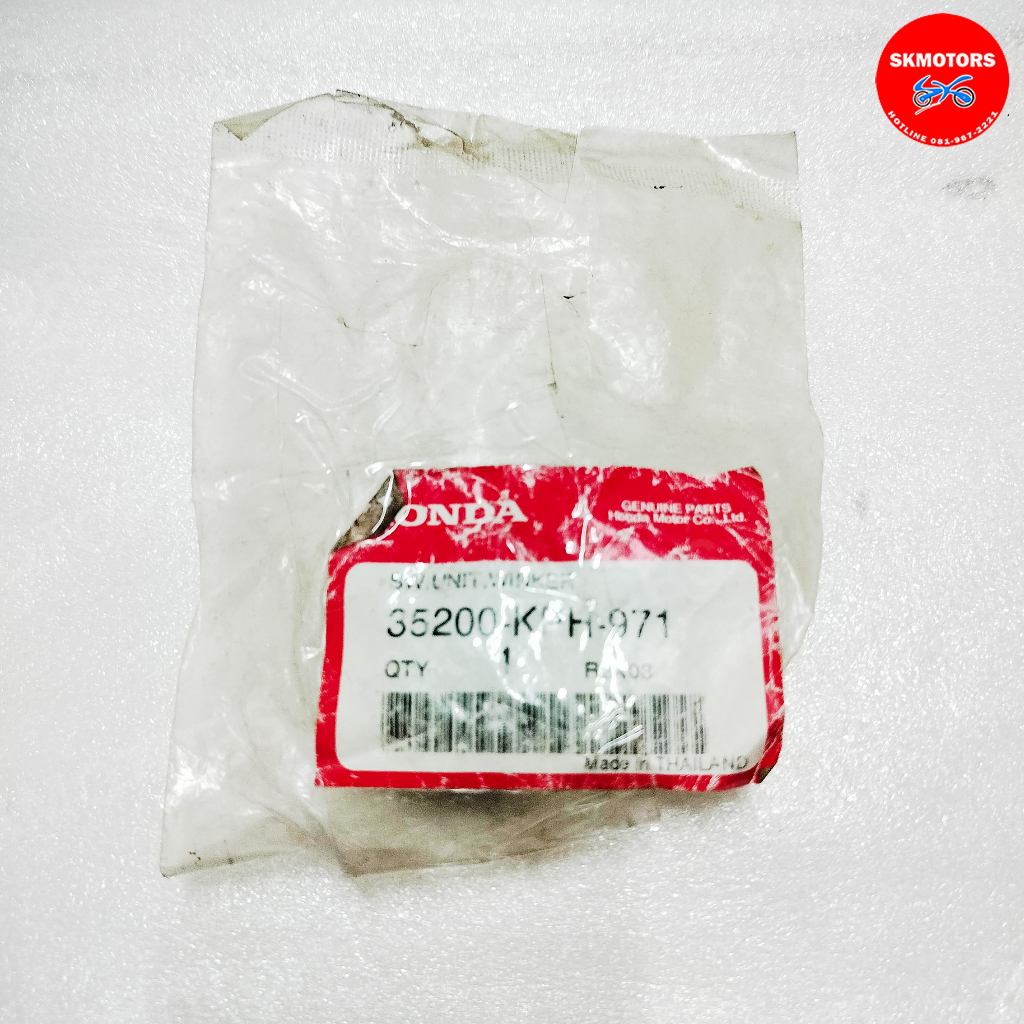 SKMOTORS
HOTLINE 081-987-2221
ONDA
GENUINE PARTS
Honda Motor Co., Ltd.
SW.UNIT.,WINKER
35200-KPH-971
QTY 1
Made in THAILAND